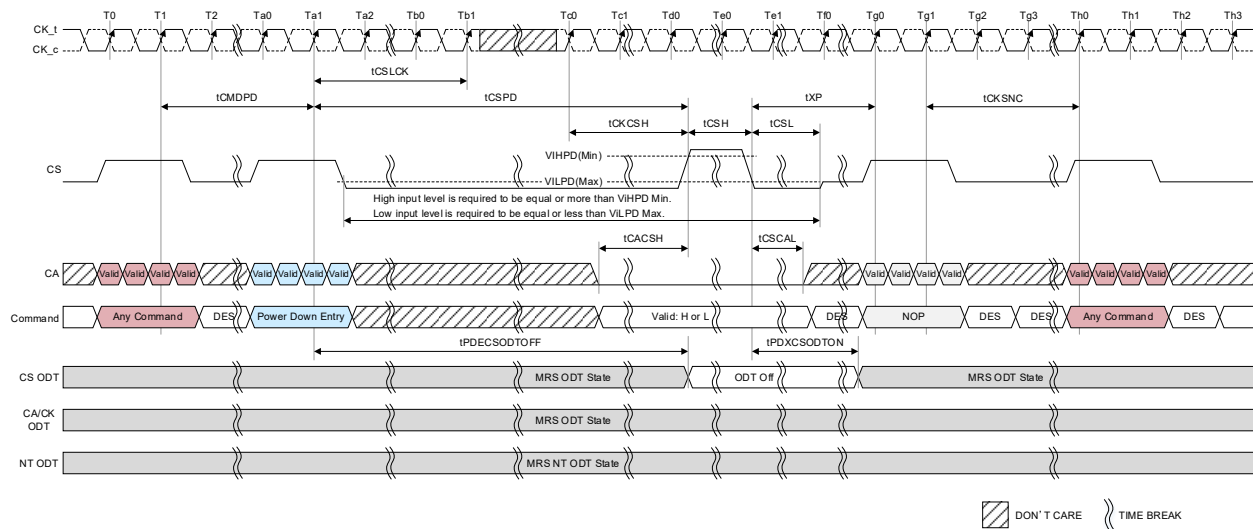 T0 T1 T2 Ta0 Ta1 Ta2 Tb0 Tb1 Tc0 Tc1 Td0 Te0 Te1 Tf0 Tg0 Tg1 Tg2 Tg3 Th0 Th1 Th2 Th3
CK_t
CK_c
tCSLCK
tCMDPD tCSPD tXP tCKSNC
tCKCSH tCSH tCSL
VIHPD(Min)
CS
VILPD(Max)
High input level is required to be equal or more than ViHPD Min.
Low input level is required to be equal or less than ViLPD Max.
tCACSH tCSCAL
CA Valid Valid Valid Valid Valid Valid Valid Valid Valid Valid Valid Valid Valid Valid Valid Valid
Command Any Command DES Power Down Entry Valid: H or L DES NOP DES DES Any Command DES
tPDECSODTOFF tPDXCSODTON
CS ODT MRS ODT State ODT Off MRS ODT State
CA/CK
ODT MRS ODT State
NT ODT MRS NT ODT State
DON'T CARE TIME BREAK